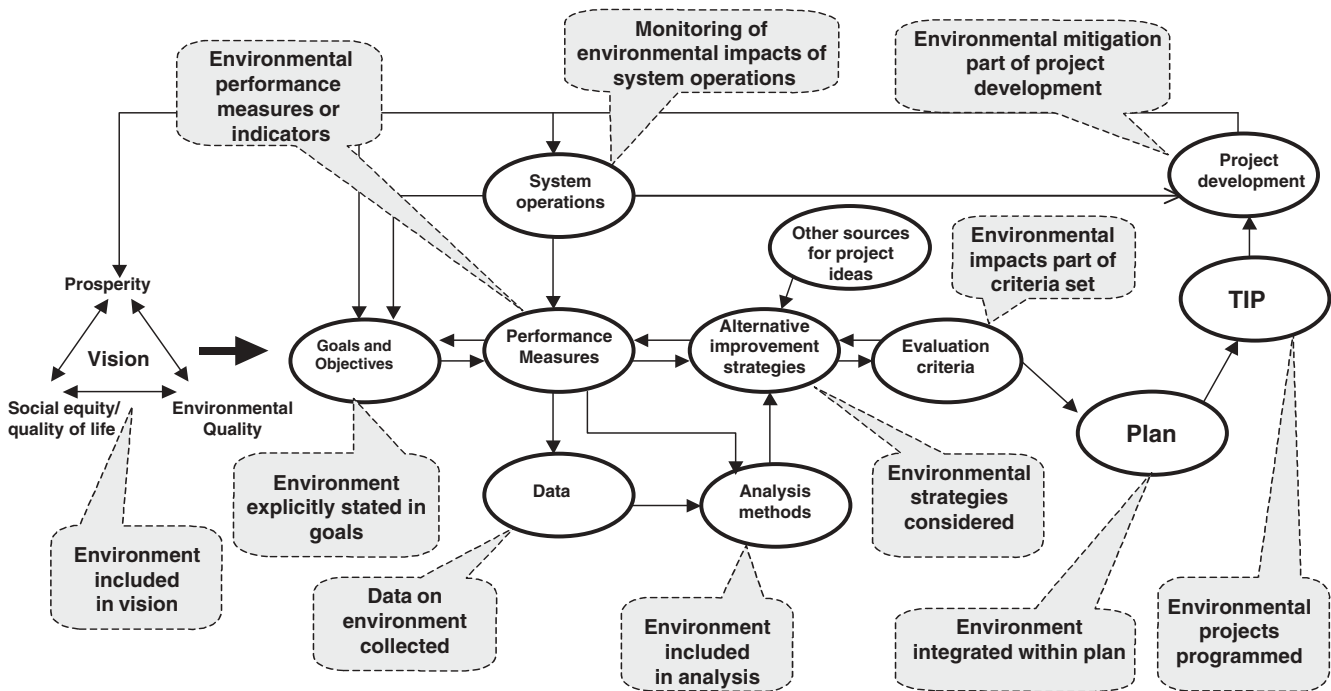 Environmental
performance
measures or
indicators
Monitoring of
environmental impacts of
system operations
Environmental mitigation
part of project
development
System
operations
Project
development
Other sources
for project
ideas
Environmental
impacts part of
criteria set
TIP
Prosperity
Vision
Social equity/
quality of life
Environmental
Quality
Goals and
Objectives
Performance
Measures
Alternative
improvement
strategies
Evaluation
criteria
Plan
Data
Analysis
methods
Environment
included
in vision
Environment
explicitly stated in
goals
Data on
environment
collected
Environment
included
in analysis
Environmental
strategies
considered
Environment
integrated within plan
Environmental
projects
programmed